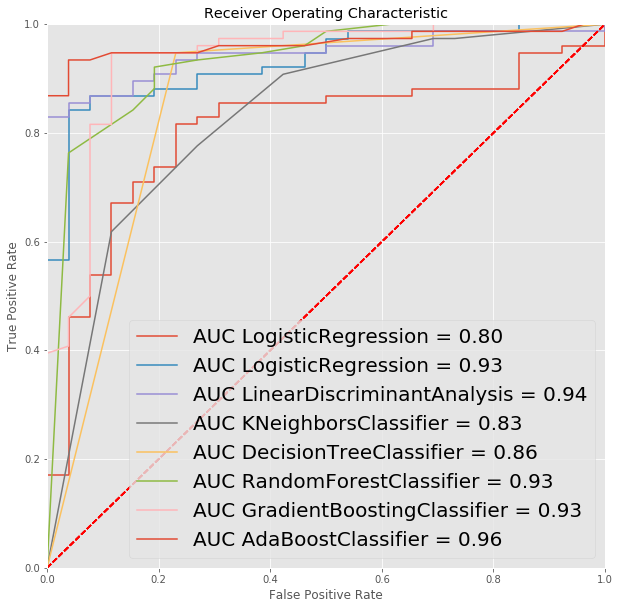 Receiver Operating Characteristic
1.0
0.8
0.6
0.4
0.2
0.0
True Positive Rate
AUC LogisticRegression = 0.80
AUC LogisticRegression = 0.93
AUC LinearDiscriminantAnalysis = 0.94
AUC KNeighborsClassifier = 0.83
AUC DecisionTreeClassifier = 0.86
AUC RandomForestClassifier = 0.93
AUC GradientBoostingClassifier = 0.93
AUC AdaBoostClassifier = 0.96
0.0 0.2 0.4 0.6 0.8 1.0
False Positive Rate